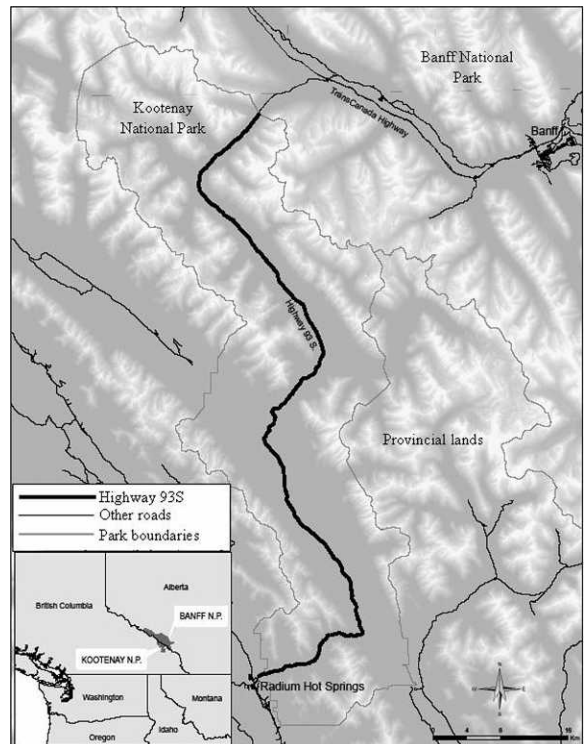 Banff National
Park
Kootenay
National Park
TransCanada Highway
Banff
Highway 93 S.
Provincial lands
Highway 93S
Other roads
Park boundaries
Alberta
British Columbia
BANFF N.P.
KOOTENAY N.P.
Washington
Montana
Oregon
Idaho
Radium Hot Springs
N